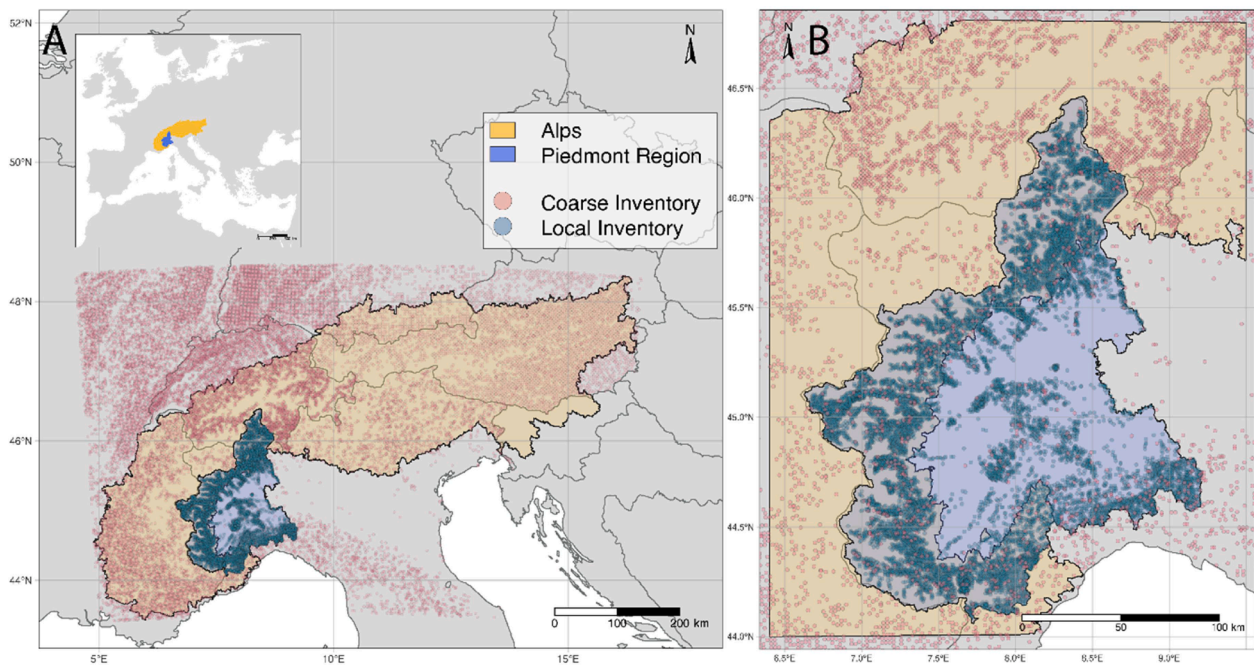 A
N
Alps
Piedmont Region
Coarse Inventory
Local Inventory
52°N
50°N
48°N
46°N
44°N
5°E
10°E
15°E
0 100 200 km
B
N
46.5°N
46.0°N
45.5°N
45.0°N
44.5°N
44.0°N
6.5°E
7.0°E
7.5°E
8.0°E
8.5°E
9.0°E
0 50 100 km